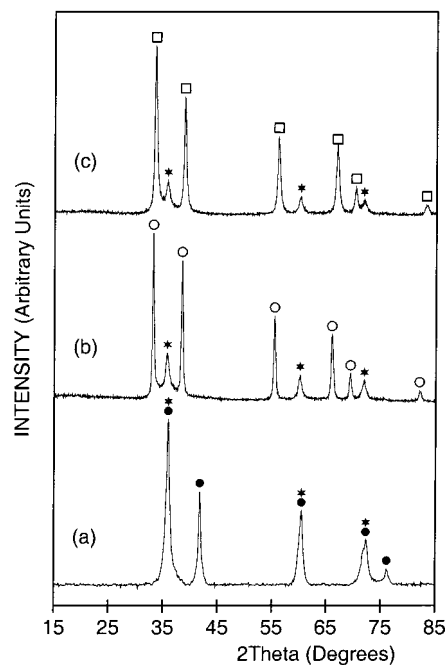 (c)
(b)
(a)
INTENSITY (Arbitrary Units)
15 25 35 45 55 65 75 85
2Theta (Degrees)